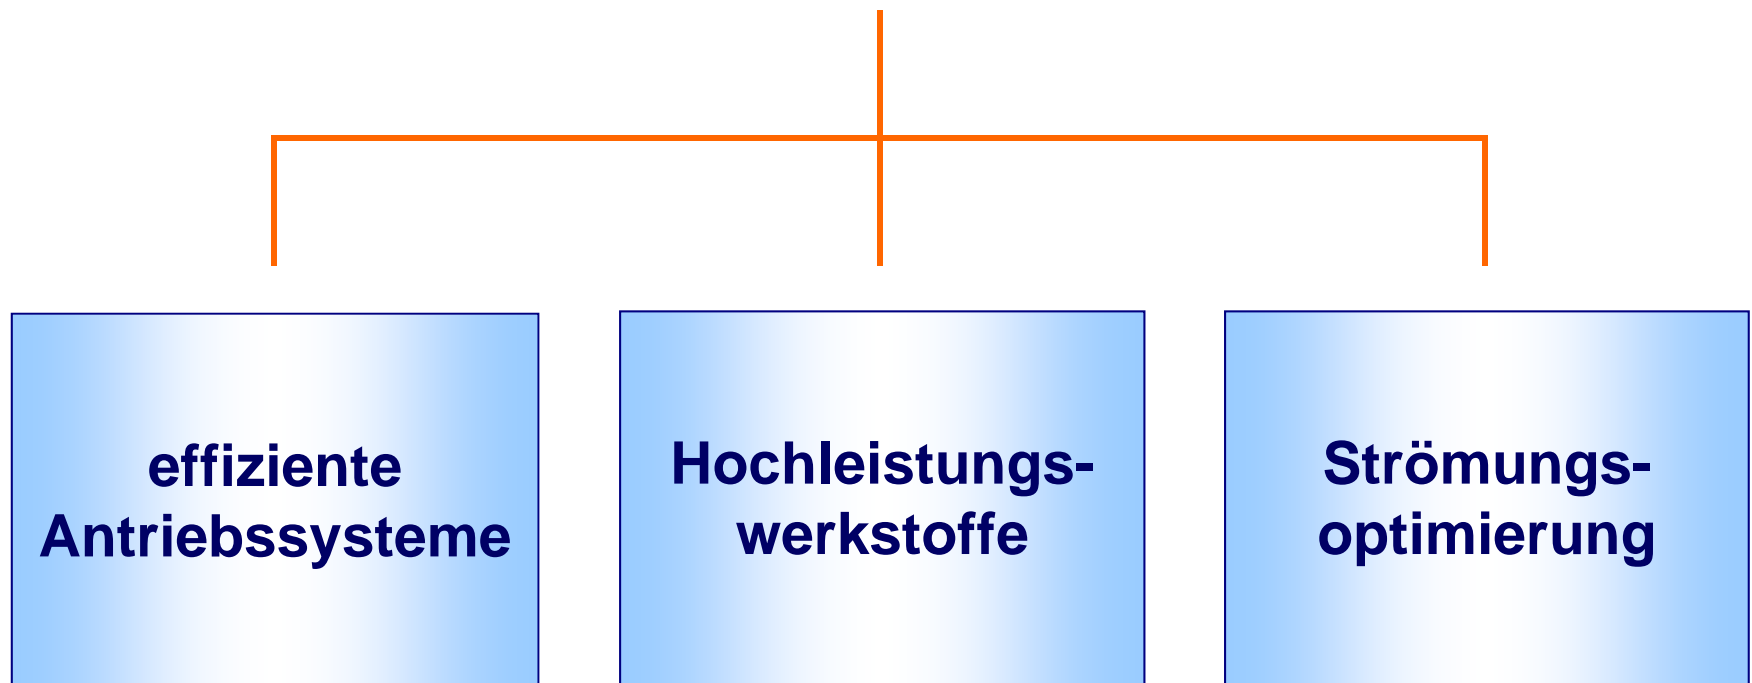 effiziente
Antriebssysteme
Hochleistungs-
werkstoffe
Strömungs-
optimierung